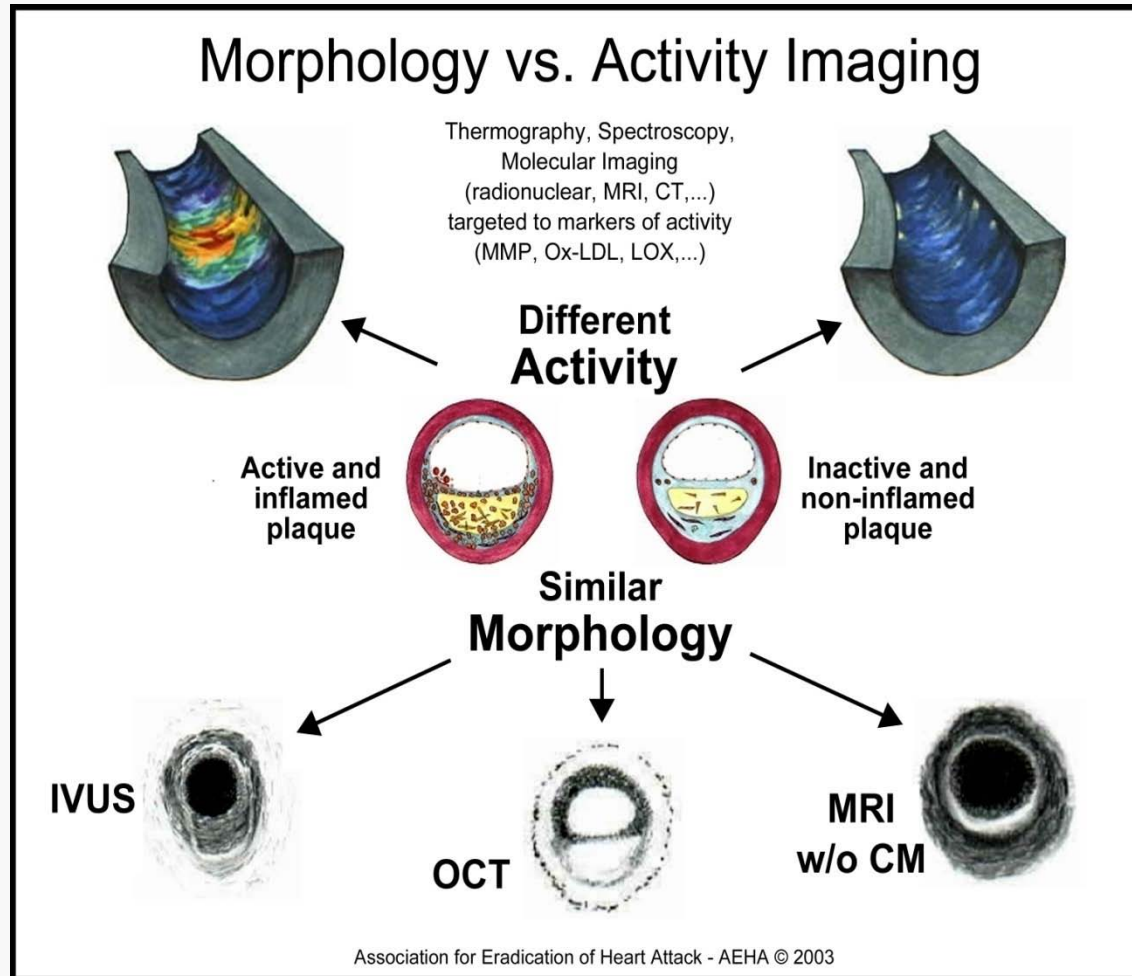 Morphology vs. Activity Imaging
Thermography, Spectroscopy,
Molecular Imaging
(radionuclear, MRI, CT,...)
targeted to markers of activity
(MMP, Ox-LDL, LOX,...)
Different
Activity
Active and
inflamed
plaque
Inactive and
non-inflamed
plaque
Similar
Morphology
IVUS
OCT
MRI
w/o CM
Association for Eradication of Heart Attack - AEHA © 2003